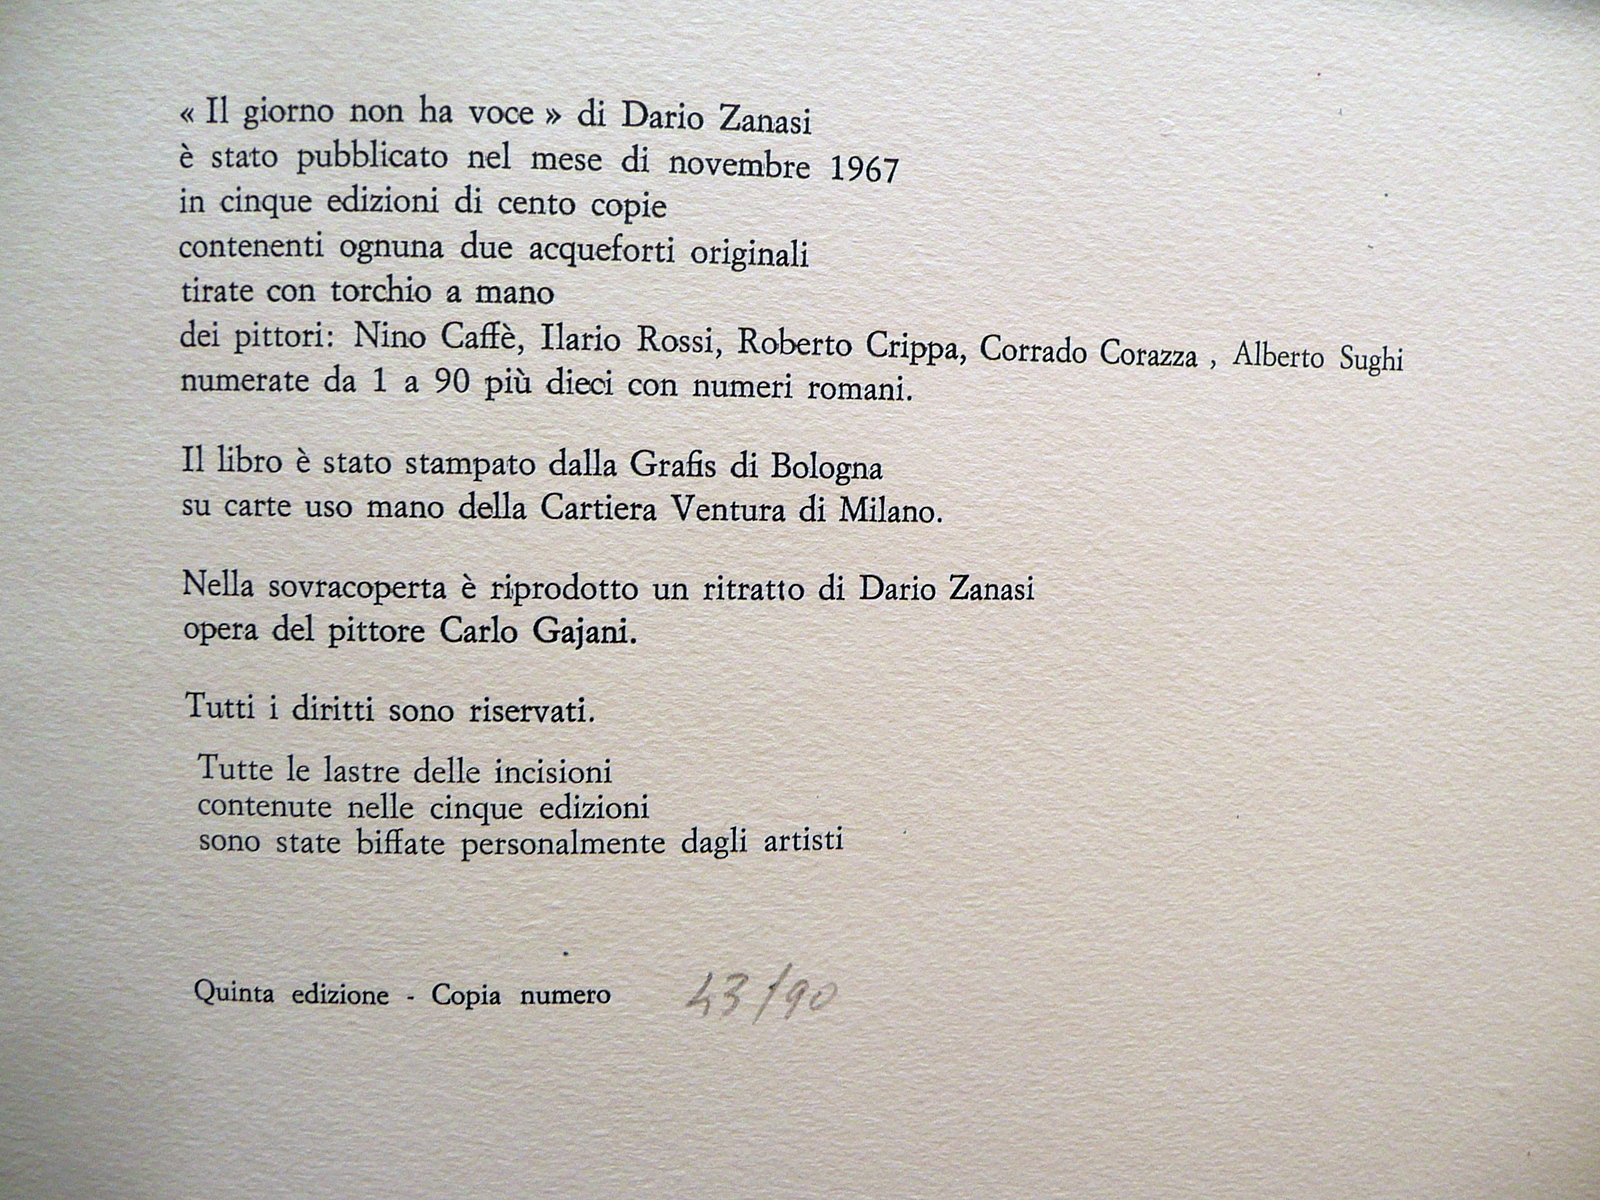 « Il giorno non ha voce » di Dario Zanasi
è stato pubblicato nel mese di novembre 1967
in cinque edizioni di cento copie
contenenti ognuna due acqueforti originali
tirate con torchio a mano
dei pittori: Nino Caffè, Ilario Rossi, Roberto Crippa, Corrado Corazza , Alberto Sughi
numerate da 1 a 90 più dieci con numeri romani.
Il libro è stato stampato dalla Grafis di Bologna
su carte uso mano della Cartiera Ventura di Milano.
Nella sovracoperta è riprodotto un ritratto di Dario Zanasi
opera del pittore Carlo Gajani.
Tutti i diritti sono riservati.
Tutte le lastre delle incisioni
contenute nelle cinque edizioni
sono state biffate personalmente dagli artisti
Quinta edizione - Copia numero 43/90